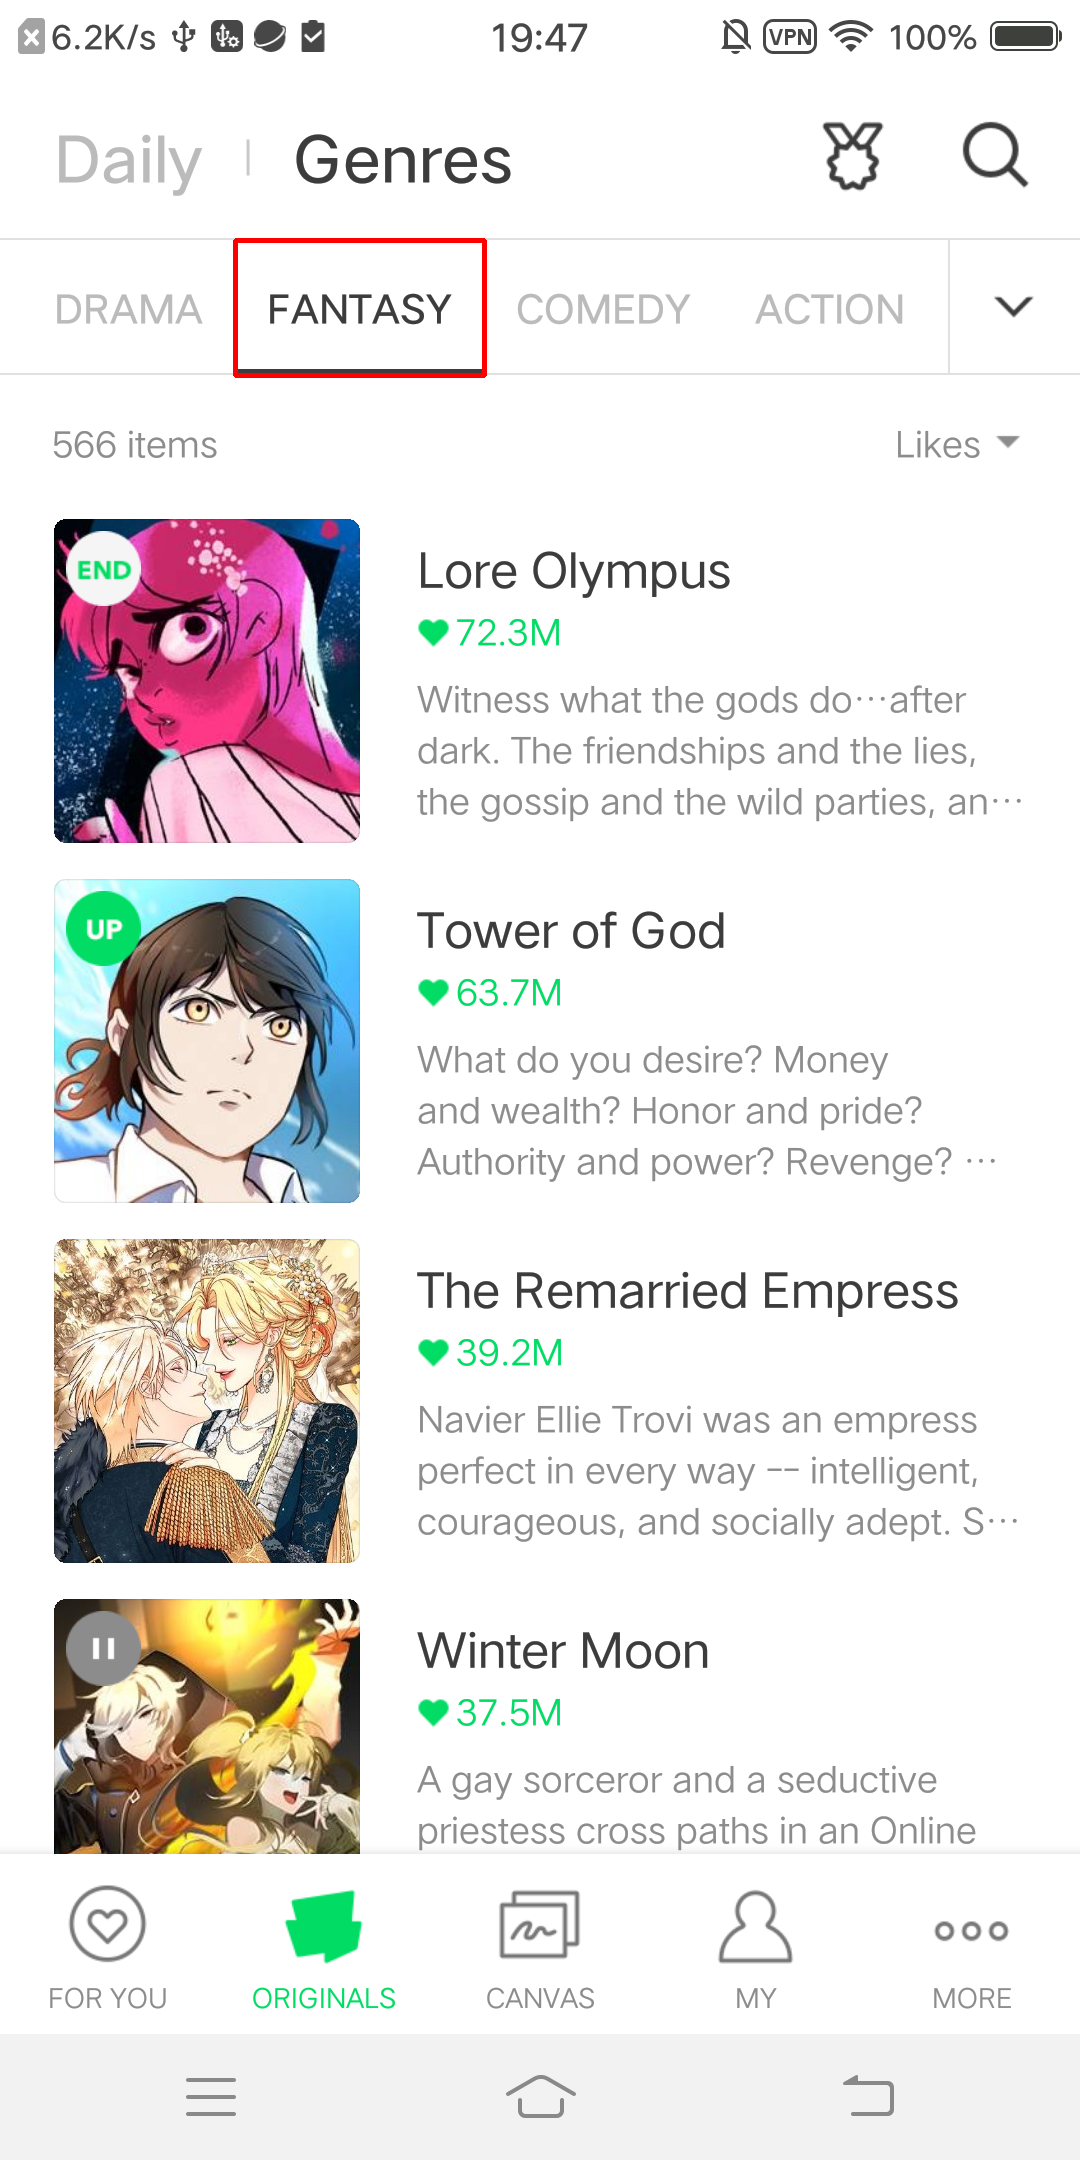 6.2K/s 19:47 VPN 100%
Daily Genres
DRAMA FANTASY COMEDY ACTION
566 items Likes
END
Lore Olympus
72.3M
Witness what the gods do···after
dark. The friendships and the lies,
the gossip and the wild parties, an···
UP
Tower of God
63.7M
What do you desire? Money
and wealth? Honor and pride?
Authority and power? Revenge? ···
The Remarried Empress
39.2M
Navier Ellie Trovi was an empress
perfect in every way -- intelligent,
courageous, and socially adept. S···
Winter Moon
37.5M
A gay sorceror and a seductive
priestess cross paths in an Online
FOR YOU ORIGINALS CANVAS MY MORE